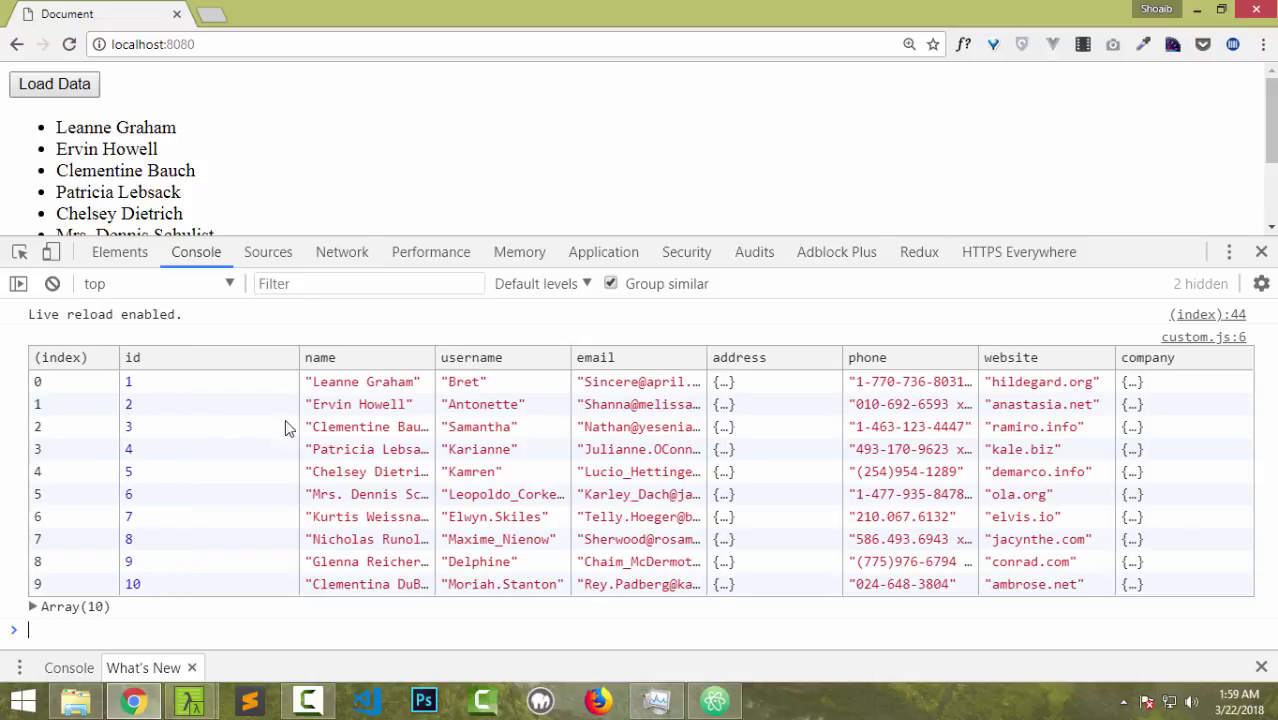 Document
Shoaib
localhost:8080
f?
Load Data
Leanne Graham
Ervin Howell
Clementine Bauch
Patricia Lebsack
Chelsey Dietrich
Mrs. Dennis Schulist
Elements Console Sources Network Performance Memory Application Security Audits Adblock Plus Redux HTTPS Everywhere
top Filter Default levels Group similar 2 hidden
Live reload enabled. (index):44
custom.js:6
(index) id name username email address phone website company
0 1 "Leanne Graham" "Bret" "Sincere@april.… {…} "1-770-736-8031… "hildegard.org" {…}
1 2 "Ervin Howell" "Antonette" "Shanna@melissa… {…} "010-692-6593 x… "anastasia.net" {…}
2 3 "Clementine Bau… "Samantha" "Nathan@yesenia… {…} "1-463-123-4447" "ramiro.info" {…}
3 4 "Patricia Lebsa… "Karianne" "Julianne.OConn… {…} "493-170-9623 x… "kale.biz" {…}
4 5 "Chelsey Dietri… "Kamren" "Lucio_Hettinge… {…} "(254)954-1289" "demarco.info" {…}
5 6 "Mrs. Dennis Sc… "Leopoldo_Corke… "Karley_Dach@ja… {…} "1-477-935-8478… "ola.org" {…}
6 7 "Kurtis Weissna… "Elwyn.Skiles" "Telly.Hoeger@b… {…} "210.067.6132" "elvis.io" {…}
7 8 "Nicholas Runol… "Maxime_Nienow" "Sherwood@rosam… {…} "586.493.6943 x… "jacynthe.com" {…}
8 9 "Glenna Reicher… "Delphine" "Chaim_McDermot… {…} "(775)976-6794 … "conrad.com" {…}
9 10 "Clementina DuB… "Moriah.Stanton" "Rey.Padberg@ka… {…} "024-648-3804" "ambrose.net" {…}
Array(10)
Console What's New
Ps
1:59 AM
3/22/2018